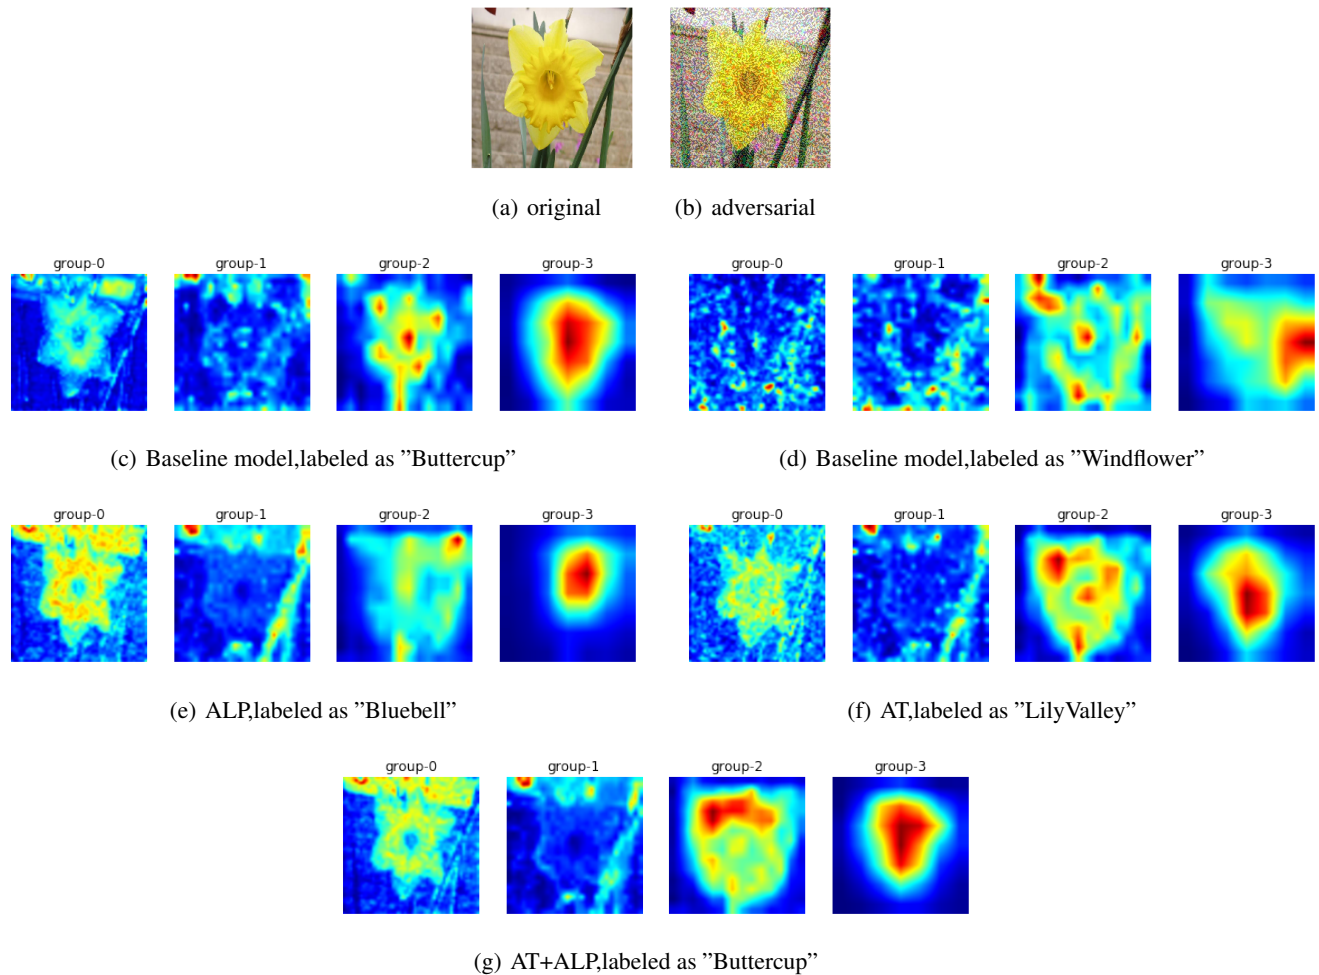 (a) original
(b) adversarial
group-0
group-1
group-2
group-3
group-0
group-1
group-2
group-3
(c) Baseline model,labeled as ”Buttercup”
(d) Baseline model,labeled as ”Windflower”
group-0
group-1
group-2
group-3
group-0
group-1
group-2
group-3
(e) ALP,labeled as ”Bluebell”
(f) AT,labeled as ”LilyValley”
group-0
group-1
group-2
group-3
(g) AT+ALP,labeled as ”Buttercup”